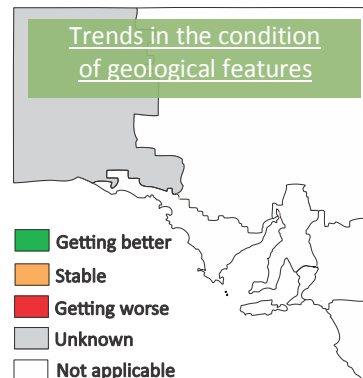 Trends in the condition
of geological features
Getting better
Stable
Getting worse
Unknown
Not applicable